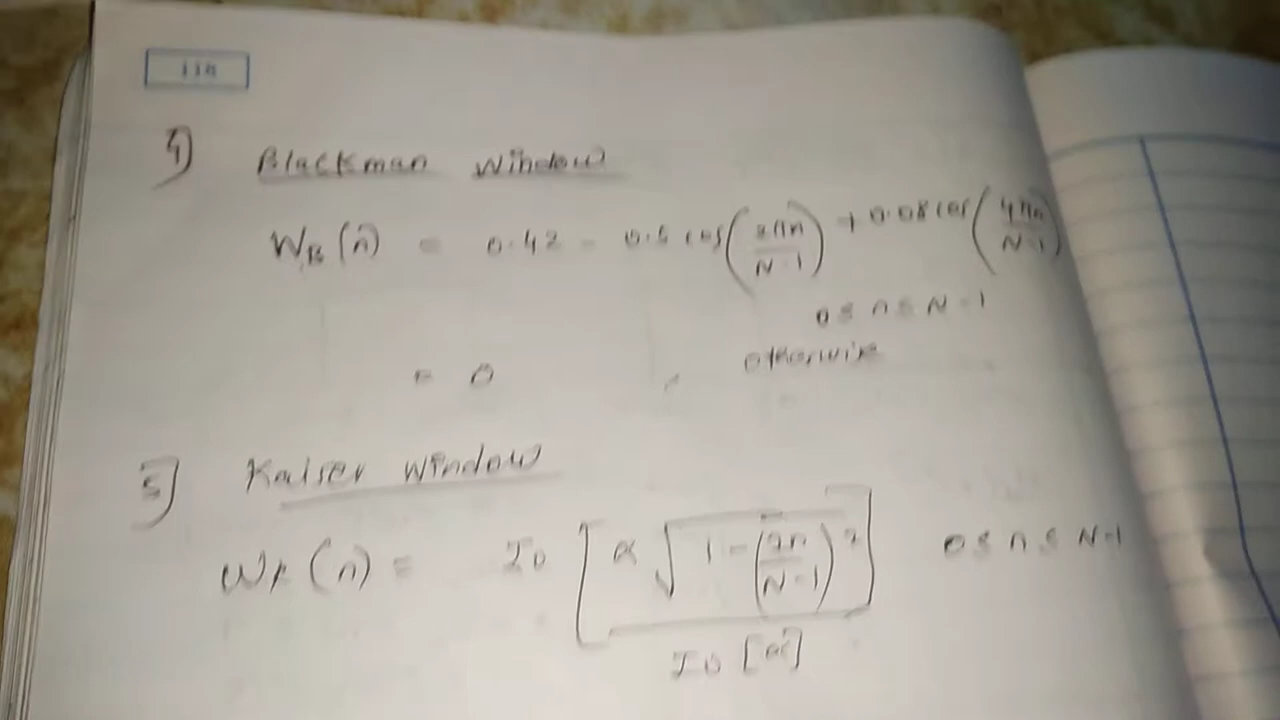 4) Blackman Window
W_B(n) = 0.42 - 0.5 cos(2πn/N-1) + 0.08 cos(4πn/N-1)
0 ≤ n ≤ N-1
= 0 , otherwise
5] Kaiser Window
W_k(n) = I0 [α √1-(2n/N-1)²] / I0[α] 0 ≤ n ≤ N-1